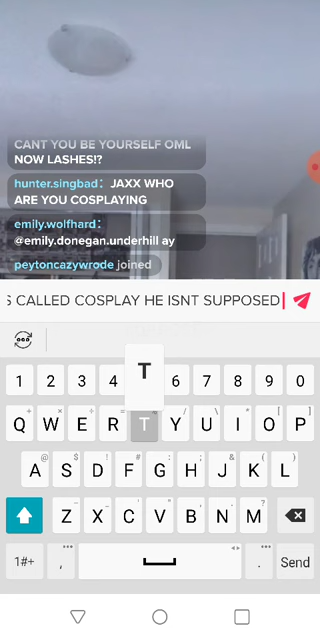 CANT YOU BE YOURSELF OML
NOW LASHES!?
hunter.singbad: JAXX WHO
ARE YOU COSPLAYING
emily.wolfhard:
@emily.donegan.underhill ay
peytoncazywrode joined
S CALLED COSPLAY HE ISNT SUPPOSED
T
1 2 3 4 6 7 8 9 0
Q W E R T Y U I O P
A S D F G H J K L
Z X C V B N M
1#+ , . Send